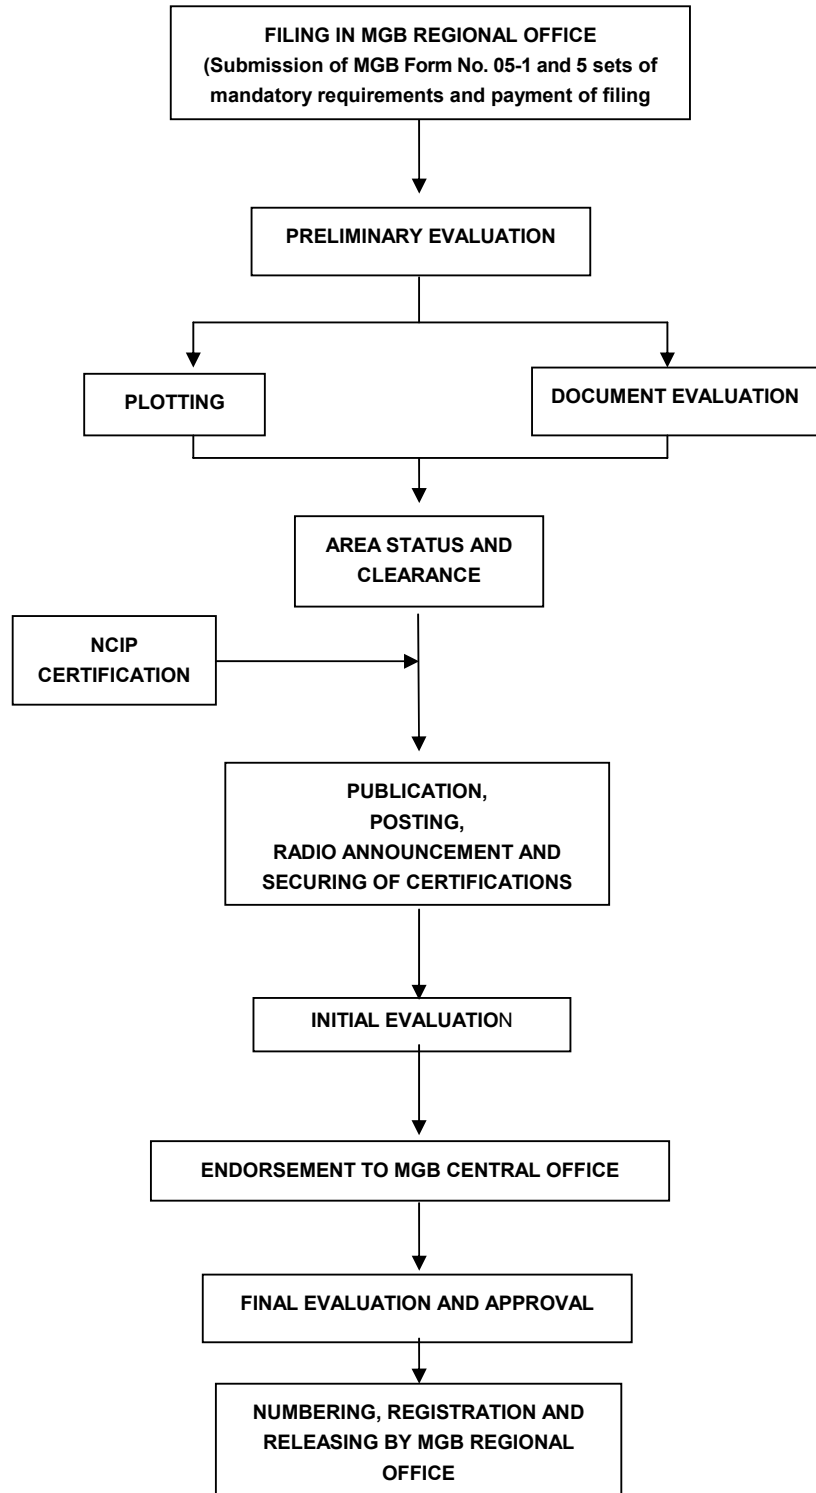 FILING IN MGB REGIONAL OFFICE
(Submission of MGB Form No. 05-1 and 5 sets of
mandatory requirements and payment of filing
PRELIMINARY EVALUATION
PLOTTING
DOCUMENT EVALUATION
AREA STATUS AND
CLEARANCE
NCIP
CERTIFICATION
PUBLICATION,
POSTING,
RADIO ANNOUNCEMENT AND
SECURING OF CERTIFICATIONS
INITIAL EVALUATION
ENDORSEMENT TO MGB CENTRAL OFFICE
FINAL EVALUATION AND APPROVAL
NUMBERING, REGISTRATION AND
RELEASING BY MGB REGIONAL
OFFICE